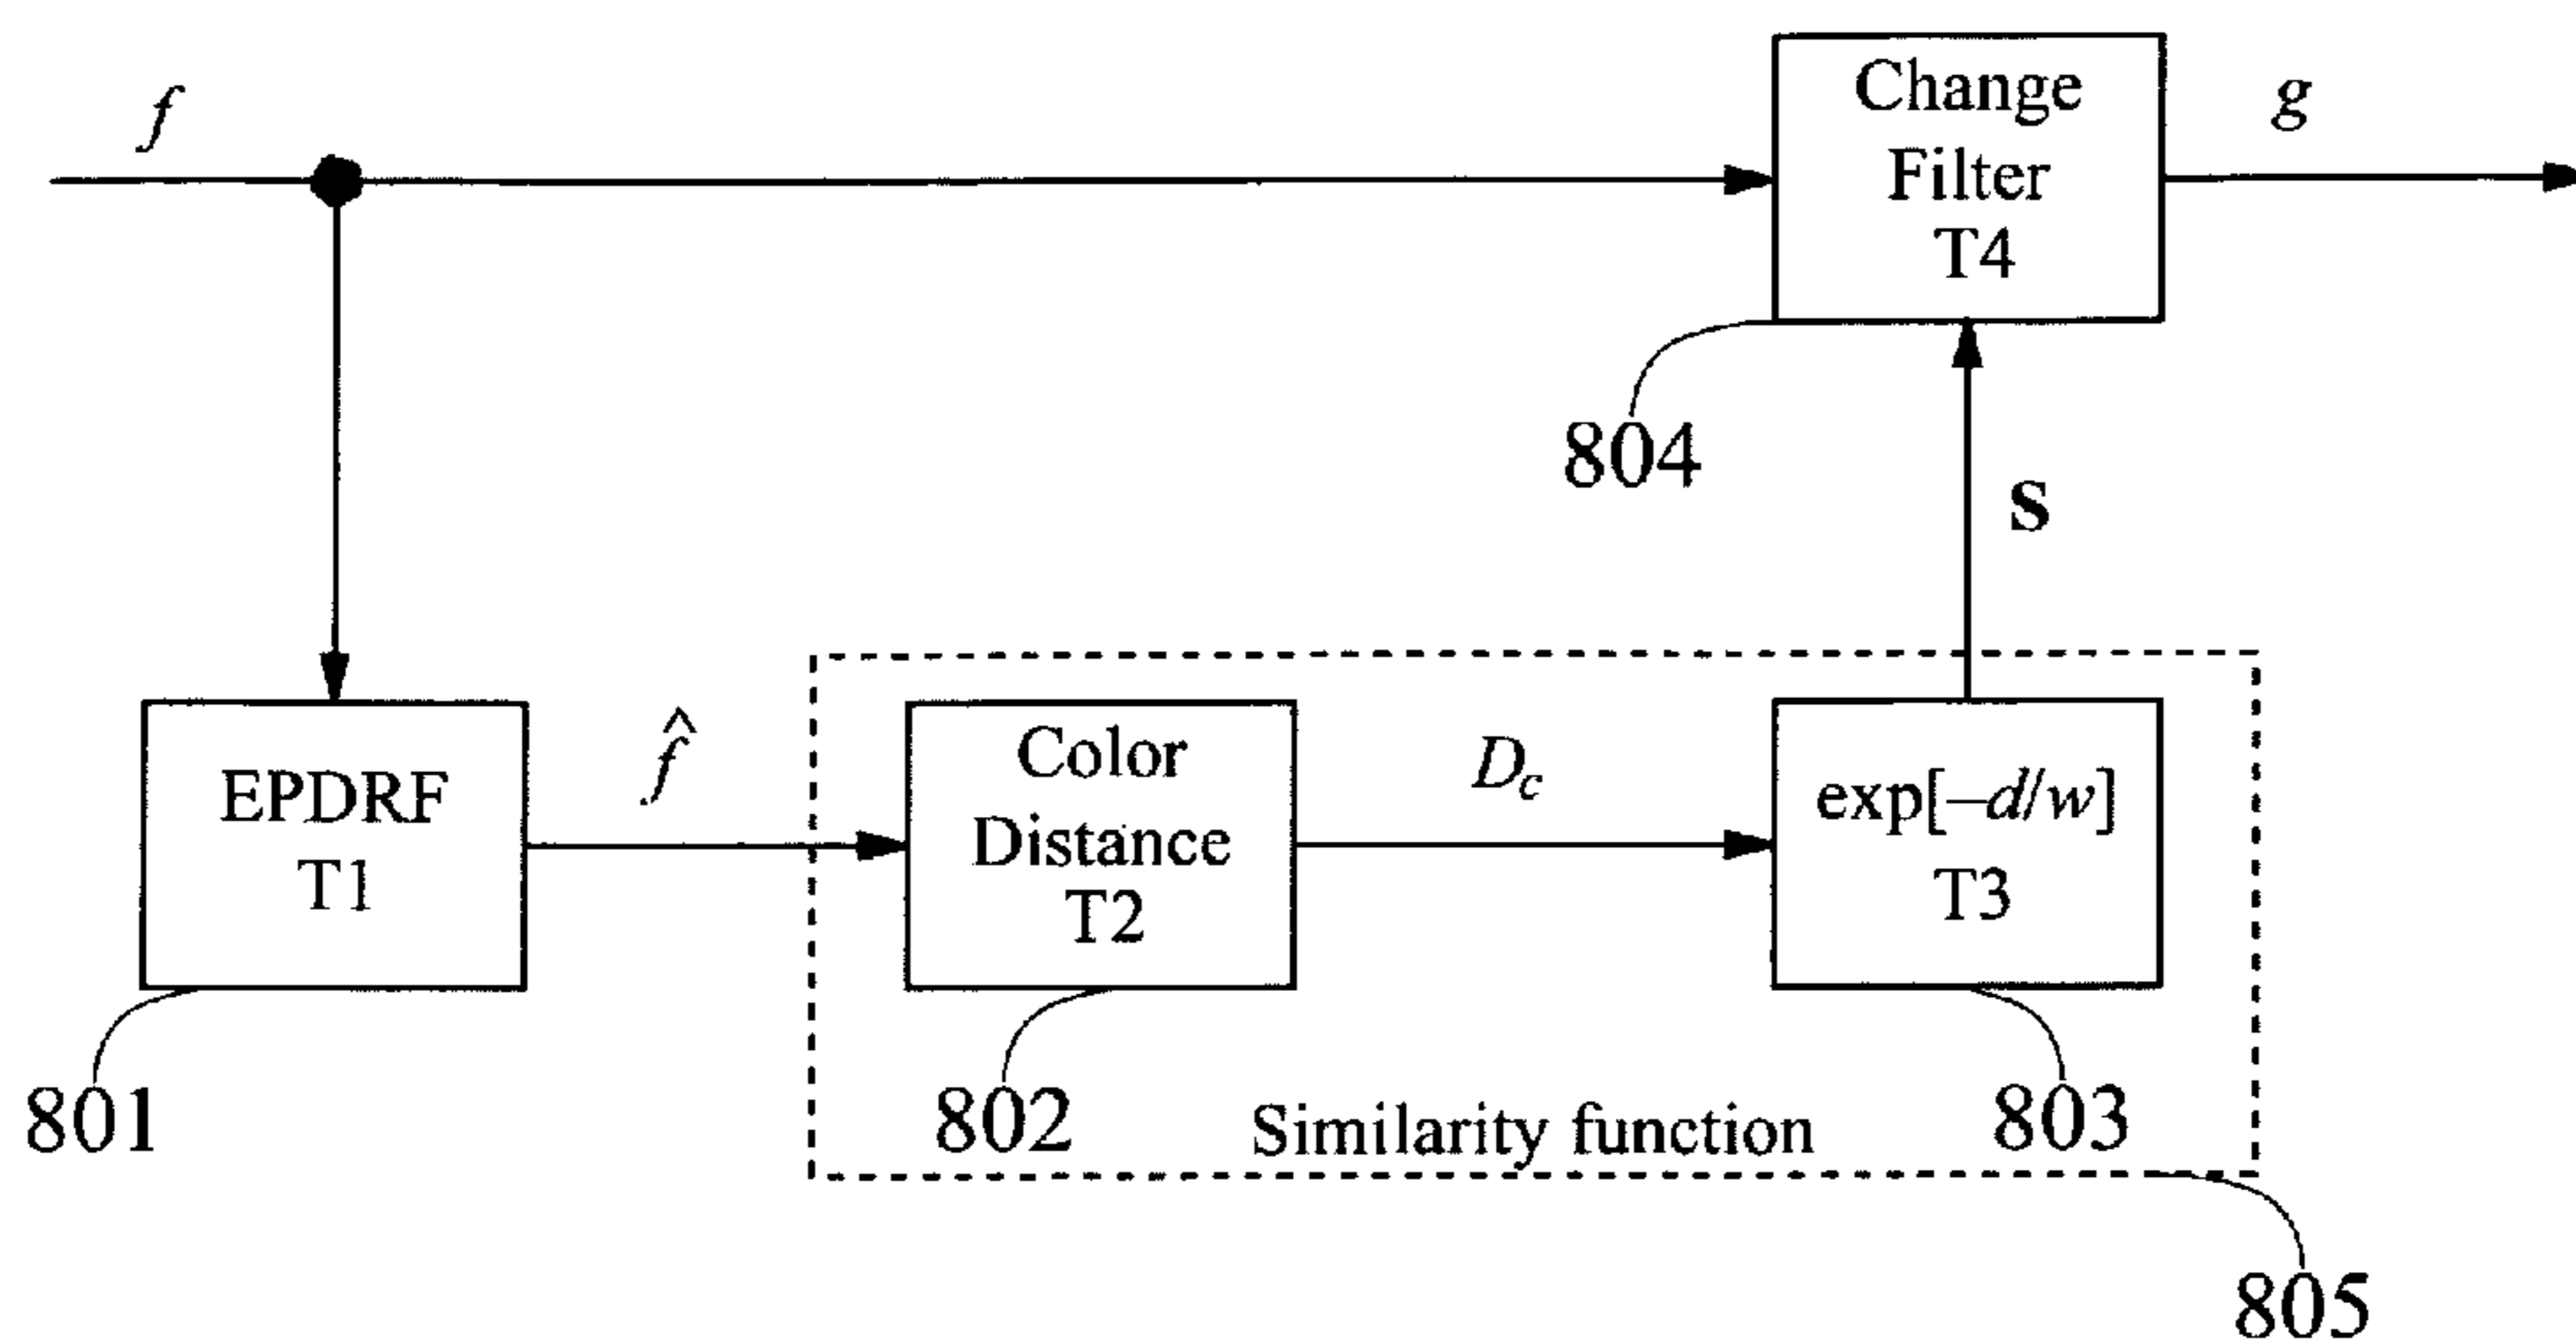 f
Change
Filter
T4
g
804
S
EPDRF
T1
f̂
Color
Distance
T2
D_c
exp[–d/w]
T3
801
802
Similarity function
803
805